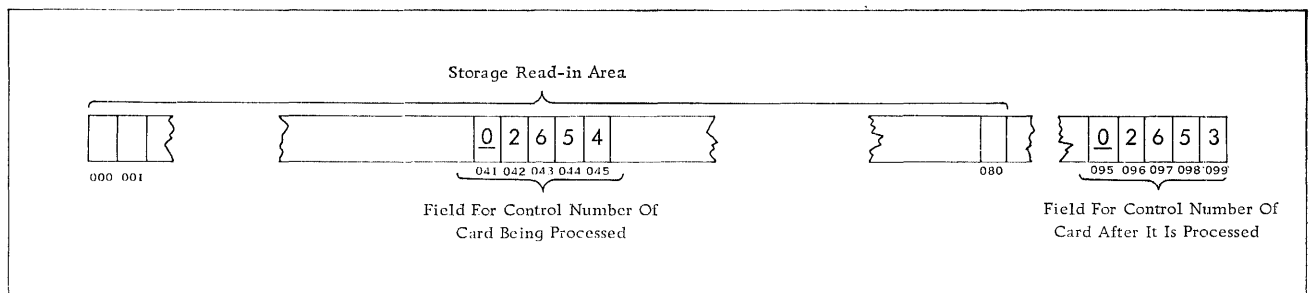 Storage Read-in Area
0 2 6 5 4
0 2 6 5 3
000 001
041 042 043 044 045
080
095 096 097 098 099
Field For Control Number Of
Card Being Processed
Field For Control Number Of
Card After It Is Processed